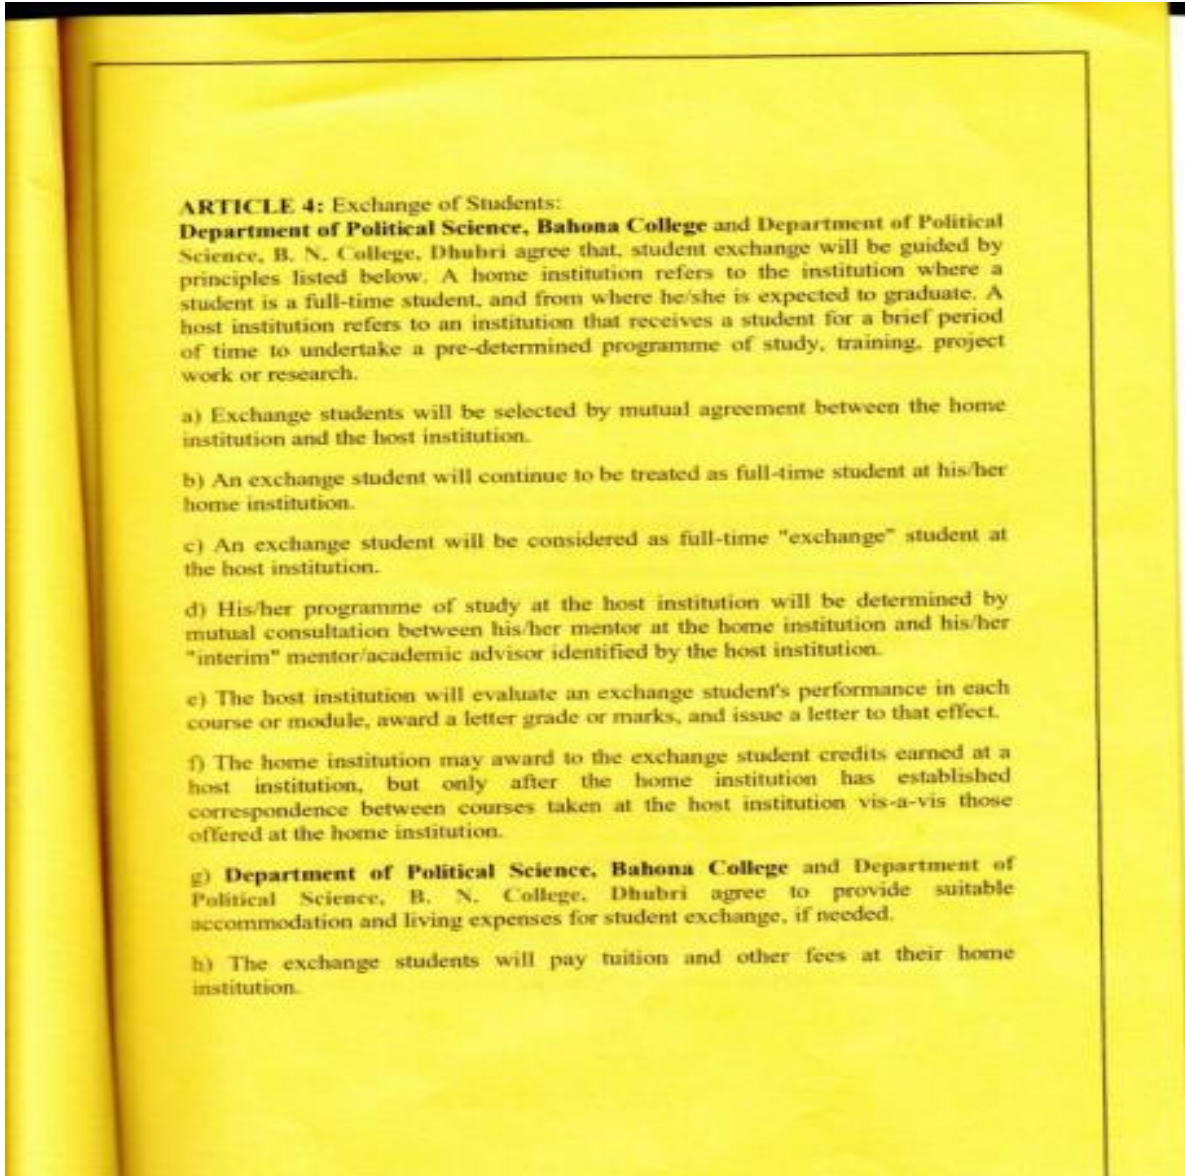 ARTICLE 4: Exchange of Students:
Department of Political Science, Bahona College and Department of Political
Science, B. N. College, Dhubri agree that, student exchange will be guided by
principles listed below. A home institution refers to the institution where a
student is a full-time student, and from where he/she is expected to graduate. A
host institution refers to an institution that receives a student for a brief period
of time to undertake a pre-determined programme of study, training, project
work or research.
a) Exchange students will be selected by mutual agreement between the home
institution and the host institution.
b) An exchange student will continue to be treated as full-time student at his/her
home institution.
c) An exchange student will be considered as full-time "exchange" student at
the host institution.
d) His/her programme of study at the host institution will be determined by
mutual consultation between his/her mentor at the home institution and his/her
"interim" mentor/academic advisor identified by the host institution.
e) The host institution will evaluate an exchange student's performance in each
course or module, award a letter grade or marks, and issue a letter to that effect.
f) The home institution may award to the exchange student credits earned at a
host institution, but only after the home institution has established
correspondence between courses taken at the host institution vis-a-vis those
offered at the home institution.
g) Department of Political Science, Bahona College and Department of
Political Science, B. N. College, Dhubri agree to provide suitable
accommodation and living expenses for student exchange, if needed.
h) The exchange students will pay tuition and other fees at their home
institution.